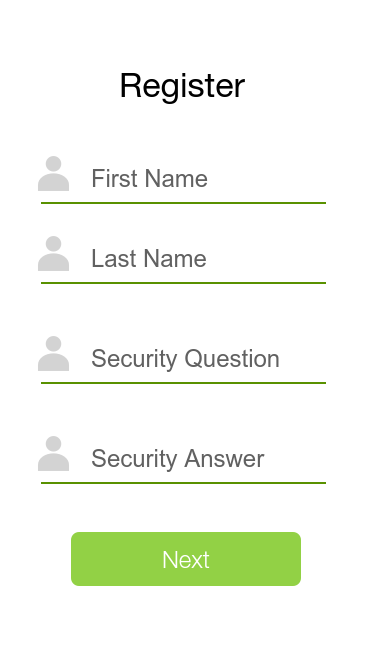 Register
First Name
Last Name
Security Question
Security Answer
Next